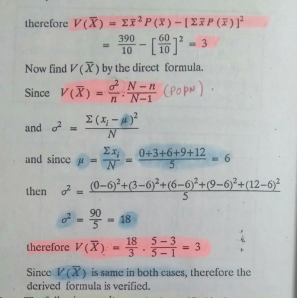 therefore V(X̄) = Σx̄² P(x̄) − [Σx̄ P(x̄)]²
= 390/10 − [60/10]² = 3
Now find V(X̄) by the direct formula.
Since V(X̄) = σ²/n · N−n/N−1 (POPN)
and σ² = Σ(xᵢ−μ)²/N
and since μ = Σxᵢ/N = 0+3+6+9+12/5 = 6
then σ² = (0−6)²+(3−6)²+(6−6)²+(9−6)²+(12−6)²/5
σ² = 90/5 = 18
therefore V(X̄) = 18/3 · 5−3/5−1 = 3
Since V(X̄) is same in both cases, therefore the
derived formula is verified.